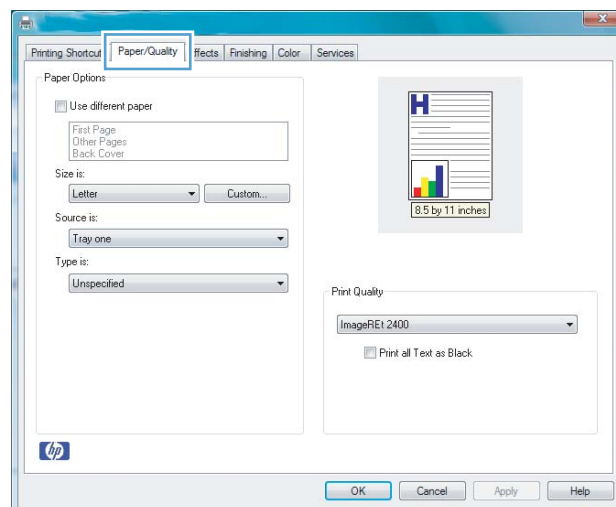 Printing Shortcut Paper/Quality ffects Finishing Color Services
Paper Options
Use different paper
First Page
Other Pages
Back Cover
Size is:
Letter Custom...
Source is:
Tray one
Type is:
Unspecified
H
8.5 by 11 inches
Print Quality
ImageREt 2400
Print all Text as Black
hp
OK Cancel Apply Help